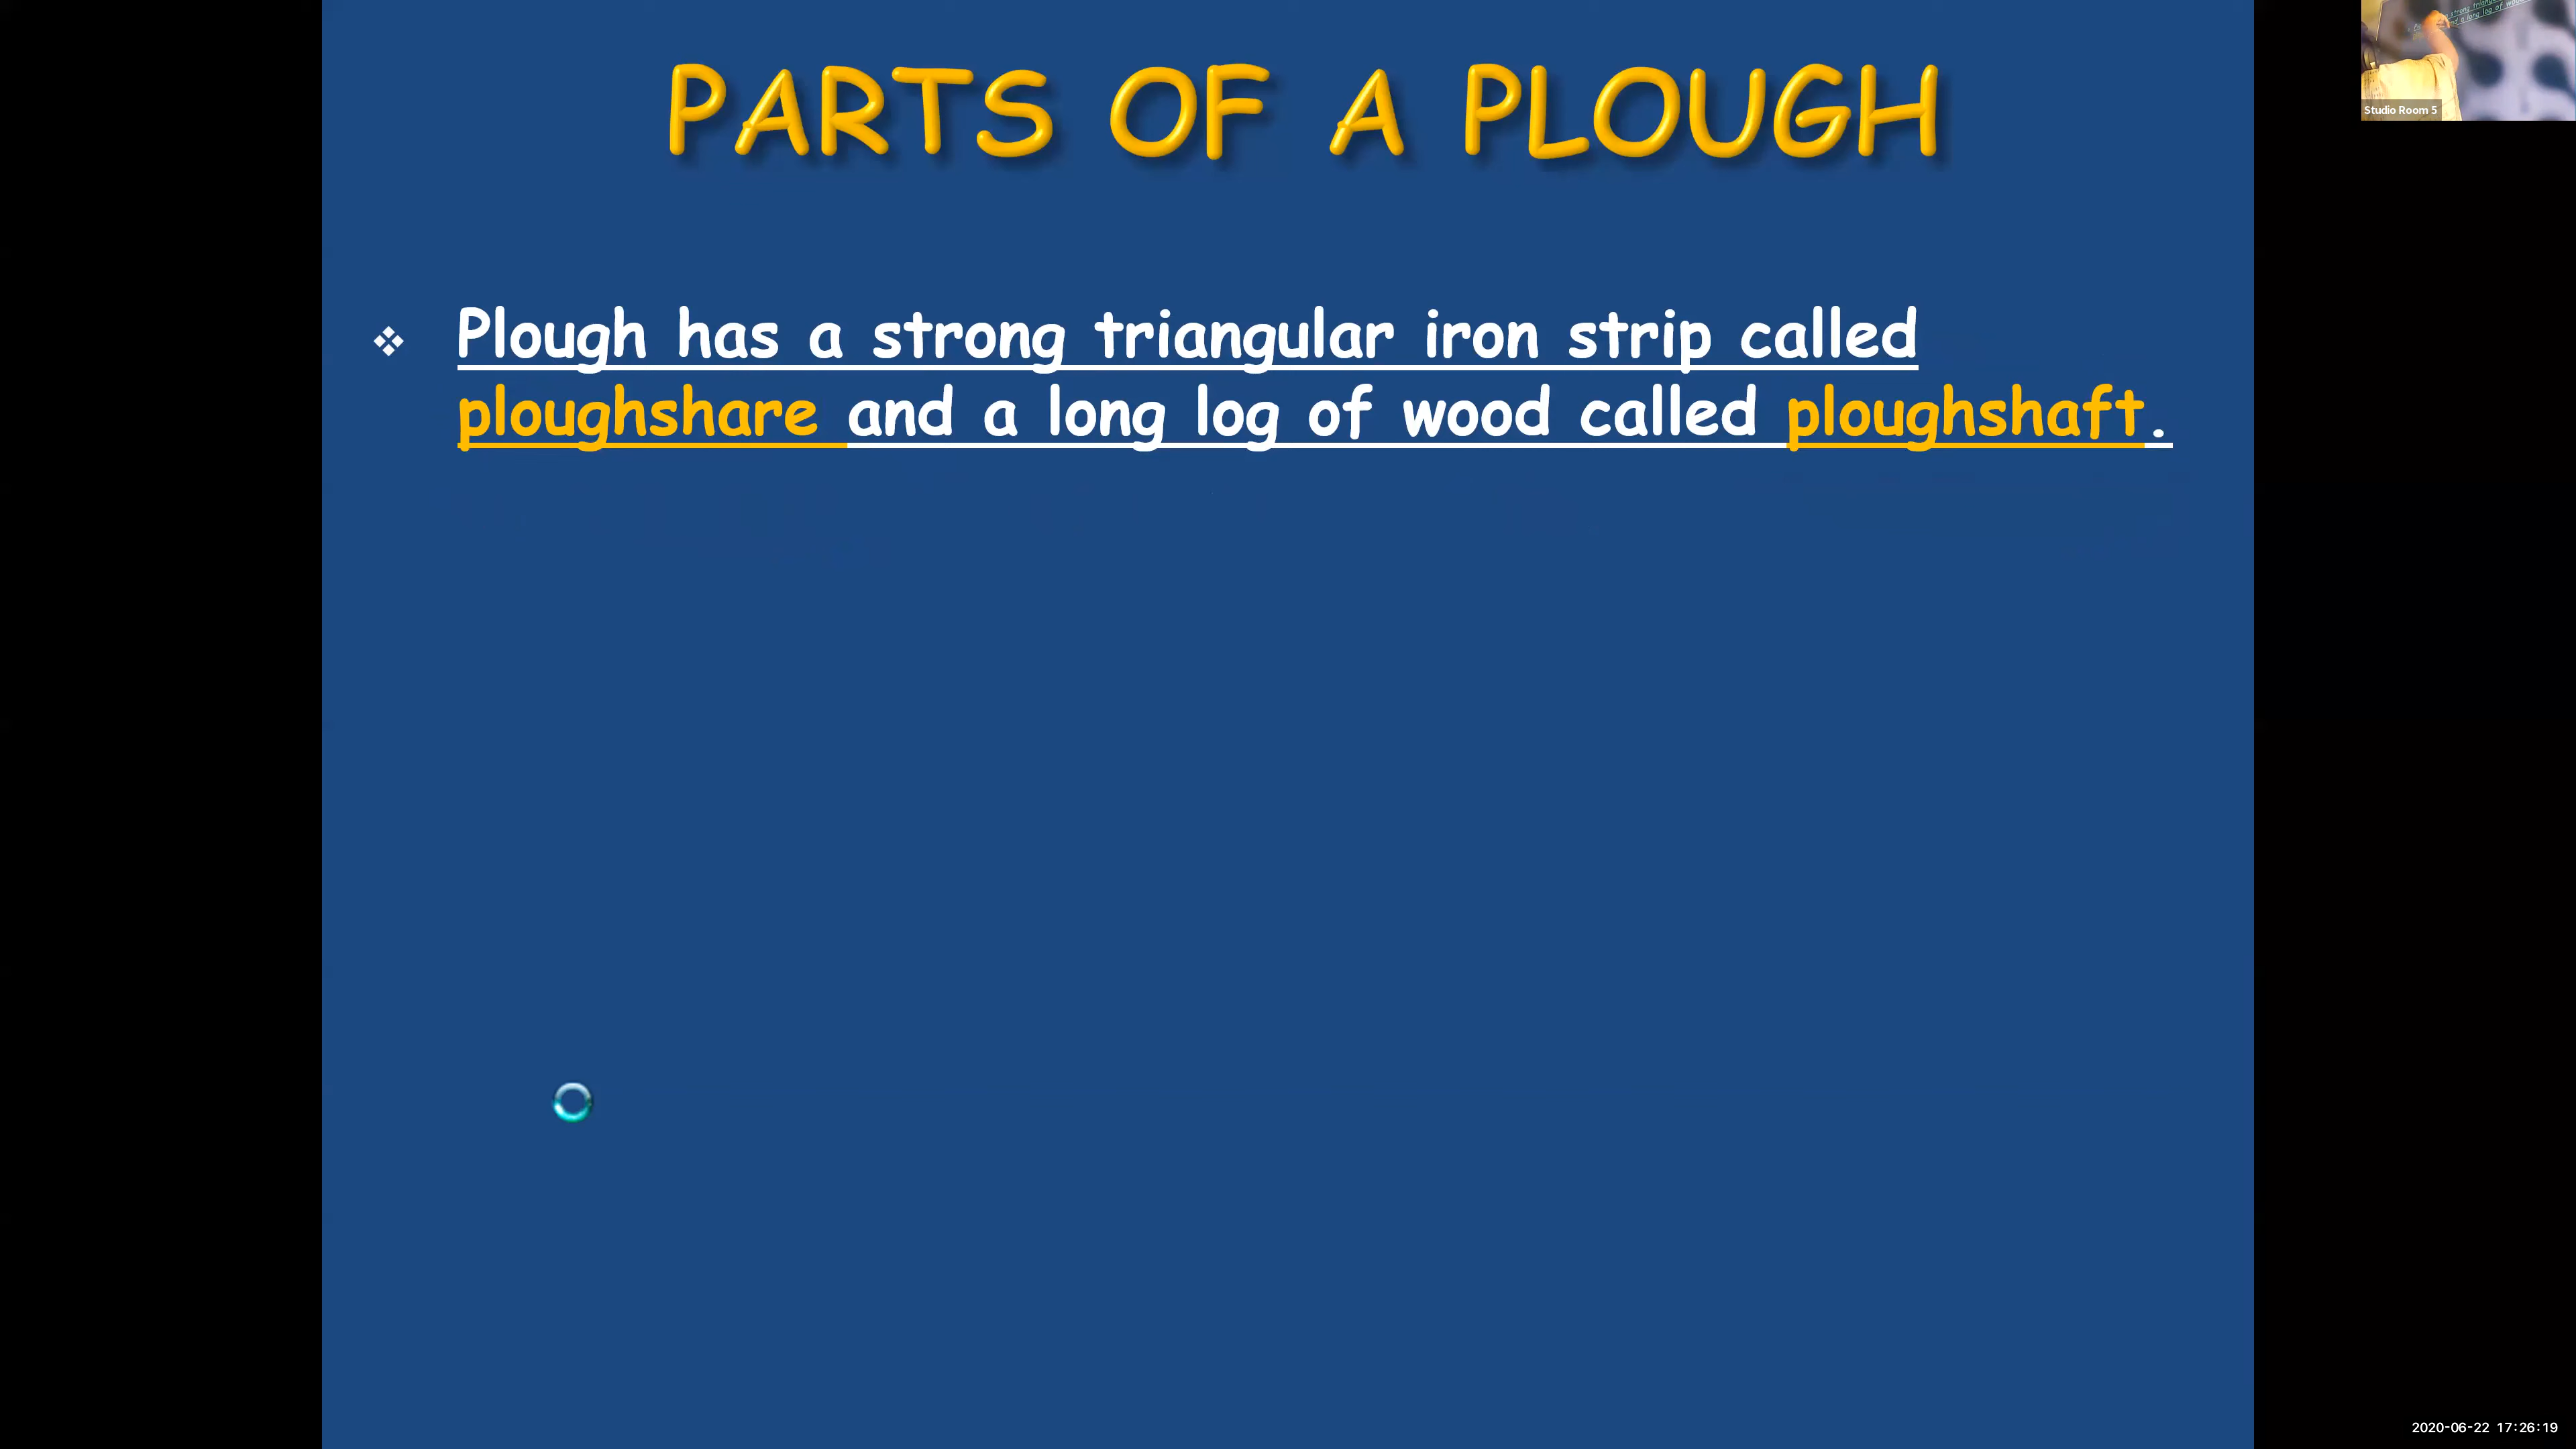 PARTS OF A PLOUGH
❖ Plough has a strong triangular iron strip called
ploughshare and a long log of wood called ploughshaft.
Studio Room 5
2020-06-22 17:26:19